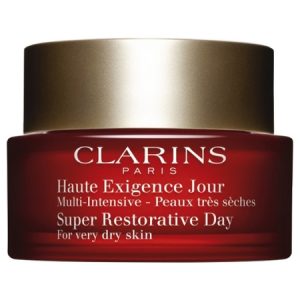 CLARINS
PARIS
Haute Exigence Jour
Multi-Intensive - Peaux très sèches
Super Restorative Day
For very dry skin